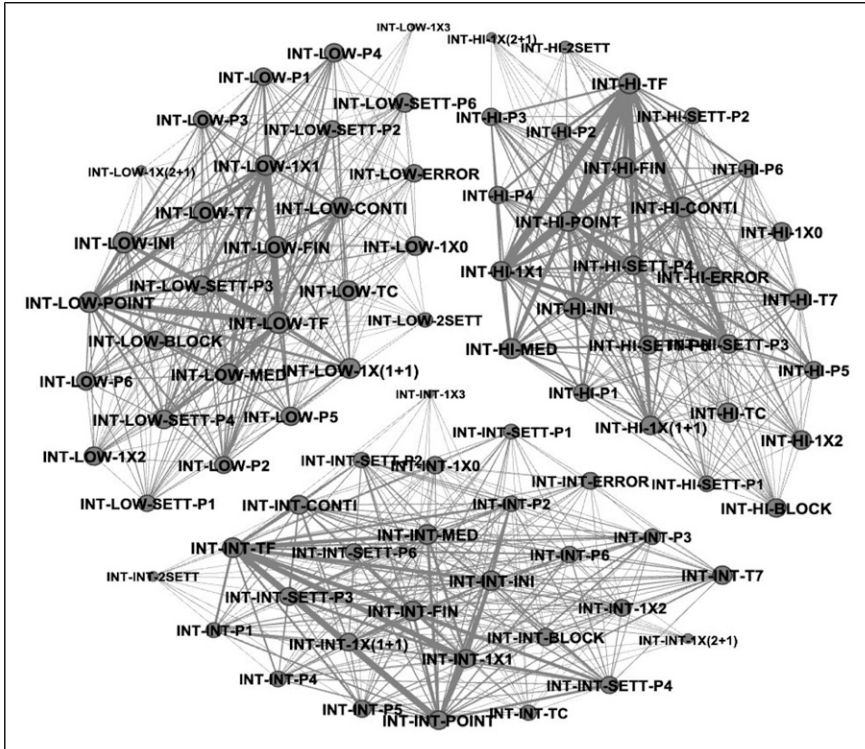 INT-LOW-1X3
INT-LOW-P4
INT-LOW-P1
INT-LOW-SETT-P6
INT-LOW-P3
INT-LOW-SETT-P2
INT-LOW-1X(2+1)
INT-LOW-1X1
INT-LOW-ERROR
INT-LOW-T7
INT-LOW-CONTI
INT-LOW-INI
INT-LOW-FIN
INT-LOW-1X0
INT-LOW-SETT-P3
INT-LOW-TC
INT-LOW-POINT
INT-LOW-TF
INT-LOW-2SETT
INT-LOW-BLOCK
INT-LOW-P6
INT-LOW-MED
INT-LOW-1X(1+1)
INT-LOW-SETT-P4
INT-LOW-P5
INT-LOW-1X2
INT-LOW-P2
INT-LOW-SETT-P1
INT-HI-1X(2+1)
INT-HI-2SETT
INT-HI-TF
INT-HI-P3
INT-HI-P2
INT-HI-SETT-P2
INT-HI-FIN
INT-HI-P6
INT-HI-P4
INT-HI-POINT
INT-HI-CONTI
INT-HI-1X0
INT-HI-1X1
INT-HI-SETT-P4
INT-HI-ERROR
INT-HI-INI
INT-HI-T7
INT-HI-MED
INT-HI-SETT-P3
INT-HI-P5
INT-HI-P1
INT-HI-TC
INT-HI-1X(1+1)
INT-HI-1X2
INT-HI-SETT-P1
INT-HI-BLOCK
INT-INT-1X3
INT-INT-SETT-P1
INT-INT-SETT-P2
INT-INT-1X0
INT-INT-ERROR
INT-INT-CONTI
INT-INT-P2
INT-INT-MED
INT-INT-P3
INT-INT-TF
INT-INT-SETT-P6
INT-INT-P6
INT-INT-2SETT
INT-INT-INI
INT-INT-T7
INT-INT-SETT-P3
INT-INT-FIN
INT-INT-1X2
INT-INT-P1
INT-INT-1X(1+1)
INT-INT-BLOCK
INT-INT-1X(2+1)
INT-INT-1X1
INT-INT-P4
INT-INT-SETT-P4
INT-INT-P5
INT-INT-POINT
INT-INT-TC